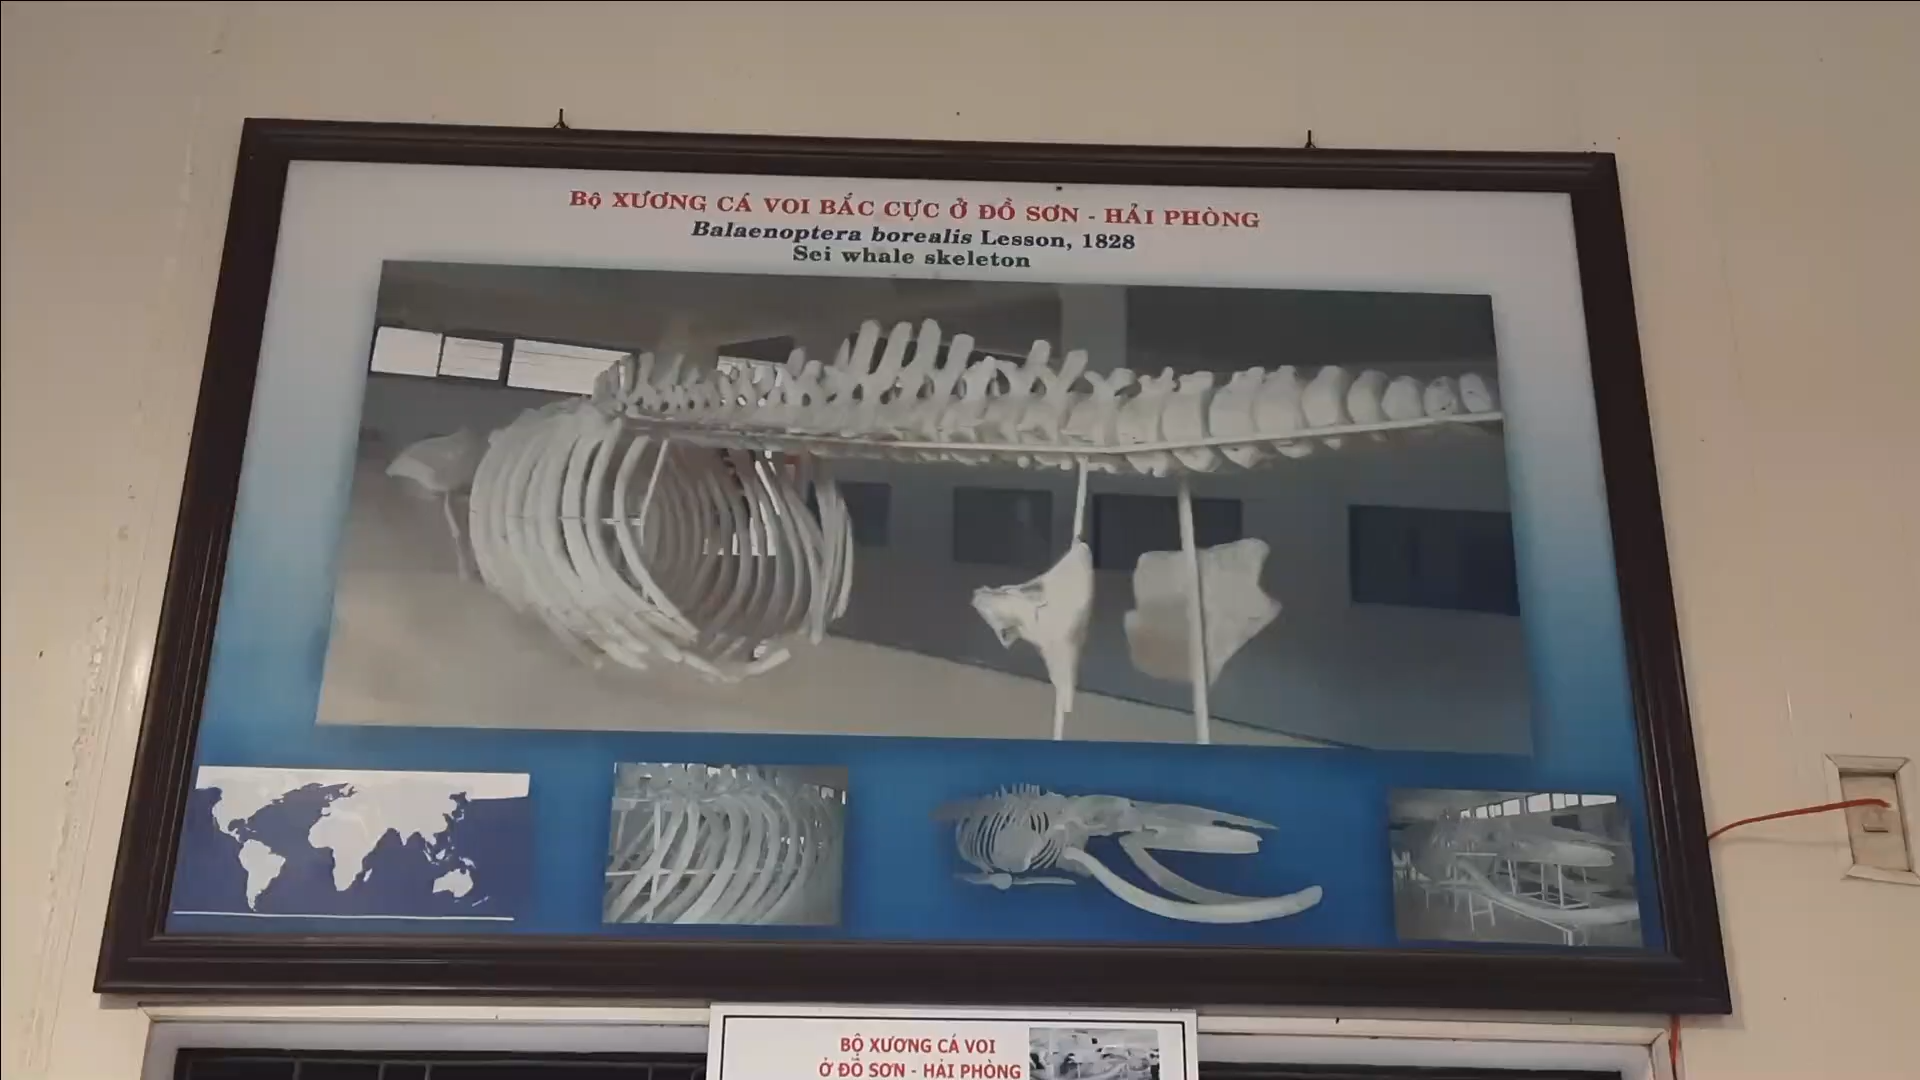 Bộ XƯƠNG CÁ VOI BẮC CỰC Ở ĐỒ SƠN - HẢI PHÒNG
Balaenoptera borealis Lesson, 1828
Sei whale skeleton
BỘ XƯƠNG CÁ VOI
Ở ĐỒ SƠN - HẢI PHÒNG